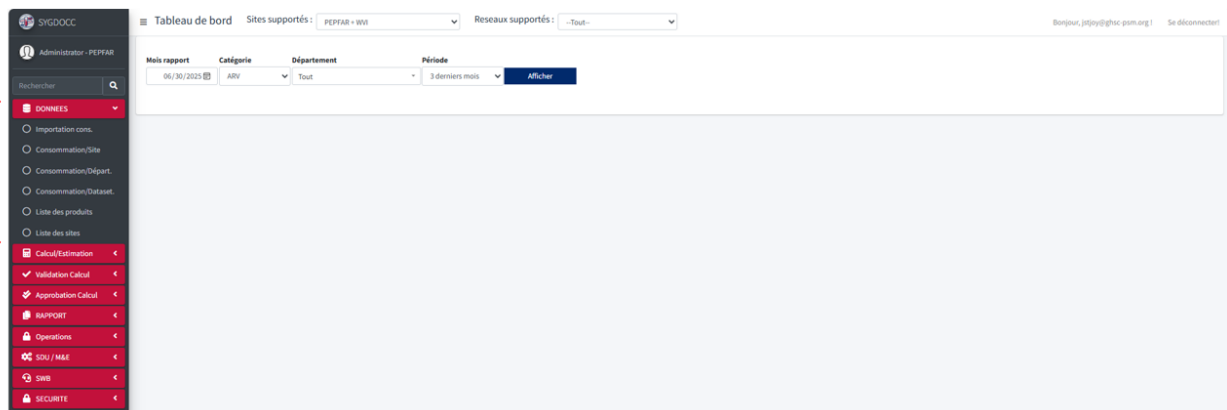 SYGDOCC
Administrator - PEPFAR
Rechercher
DONNEES
Importation cons.
Consommation/Site
Consommation/Départ.
Consommation/Dataset.
Liste des produits
Liste des sites
Calcul/Estimation
Validation Calcul
Approbation Calcul
RAPPORT
Operations
SDU / M&E
SWB
SECURITE
Tableau de bord Sites supportés : PEPFAR + WVI Reseaux supportés : --Tout--
Bonjour, jstjoy@ghsc-psm.org ! Se déconnecter!
Mois rapport Catégorie Département Période
06/30/2025 ARV Tout 3 derniers mois Afficher